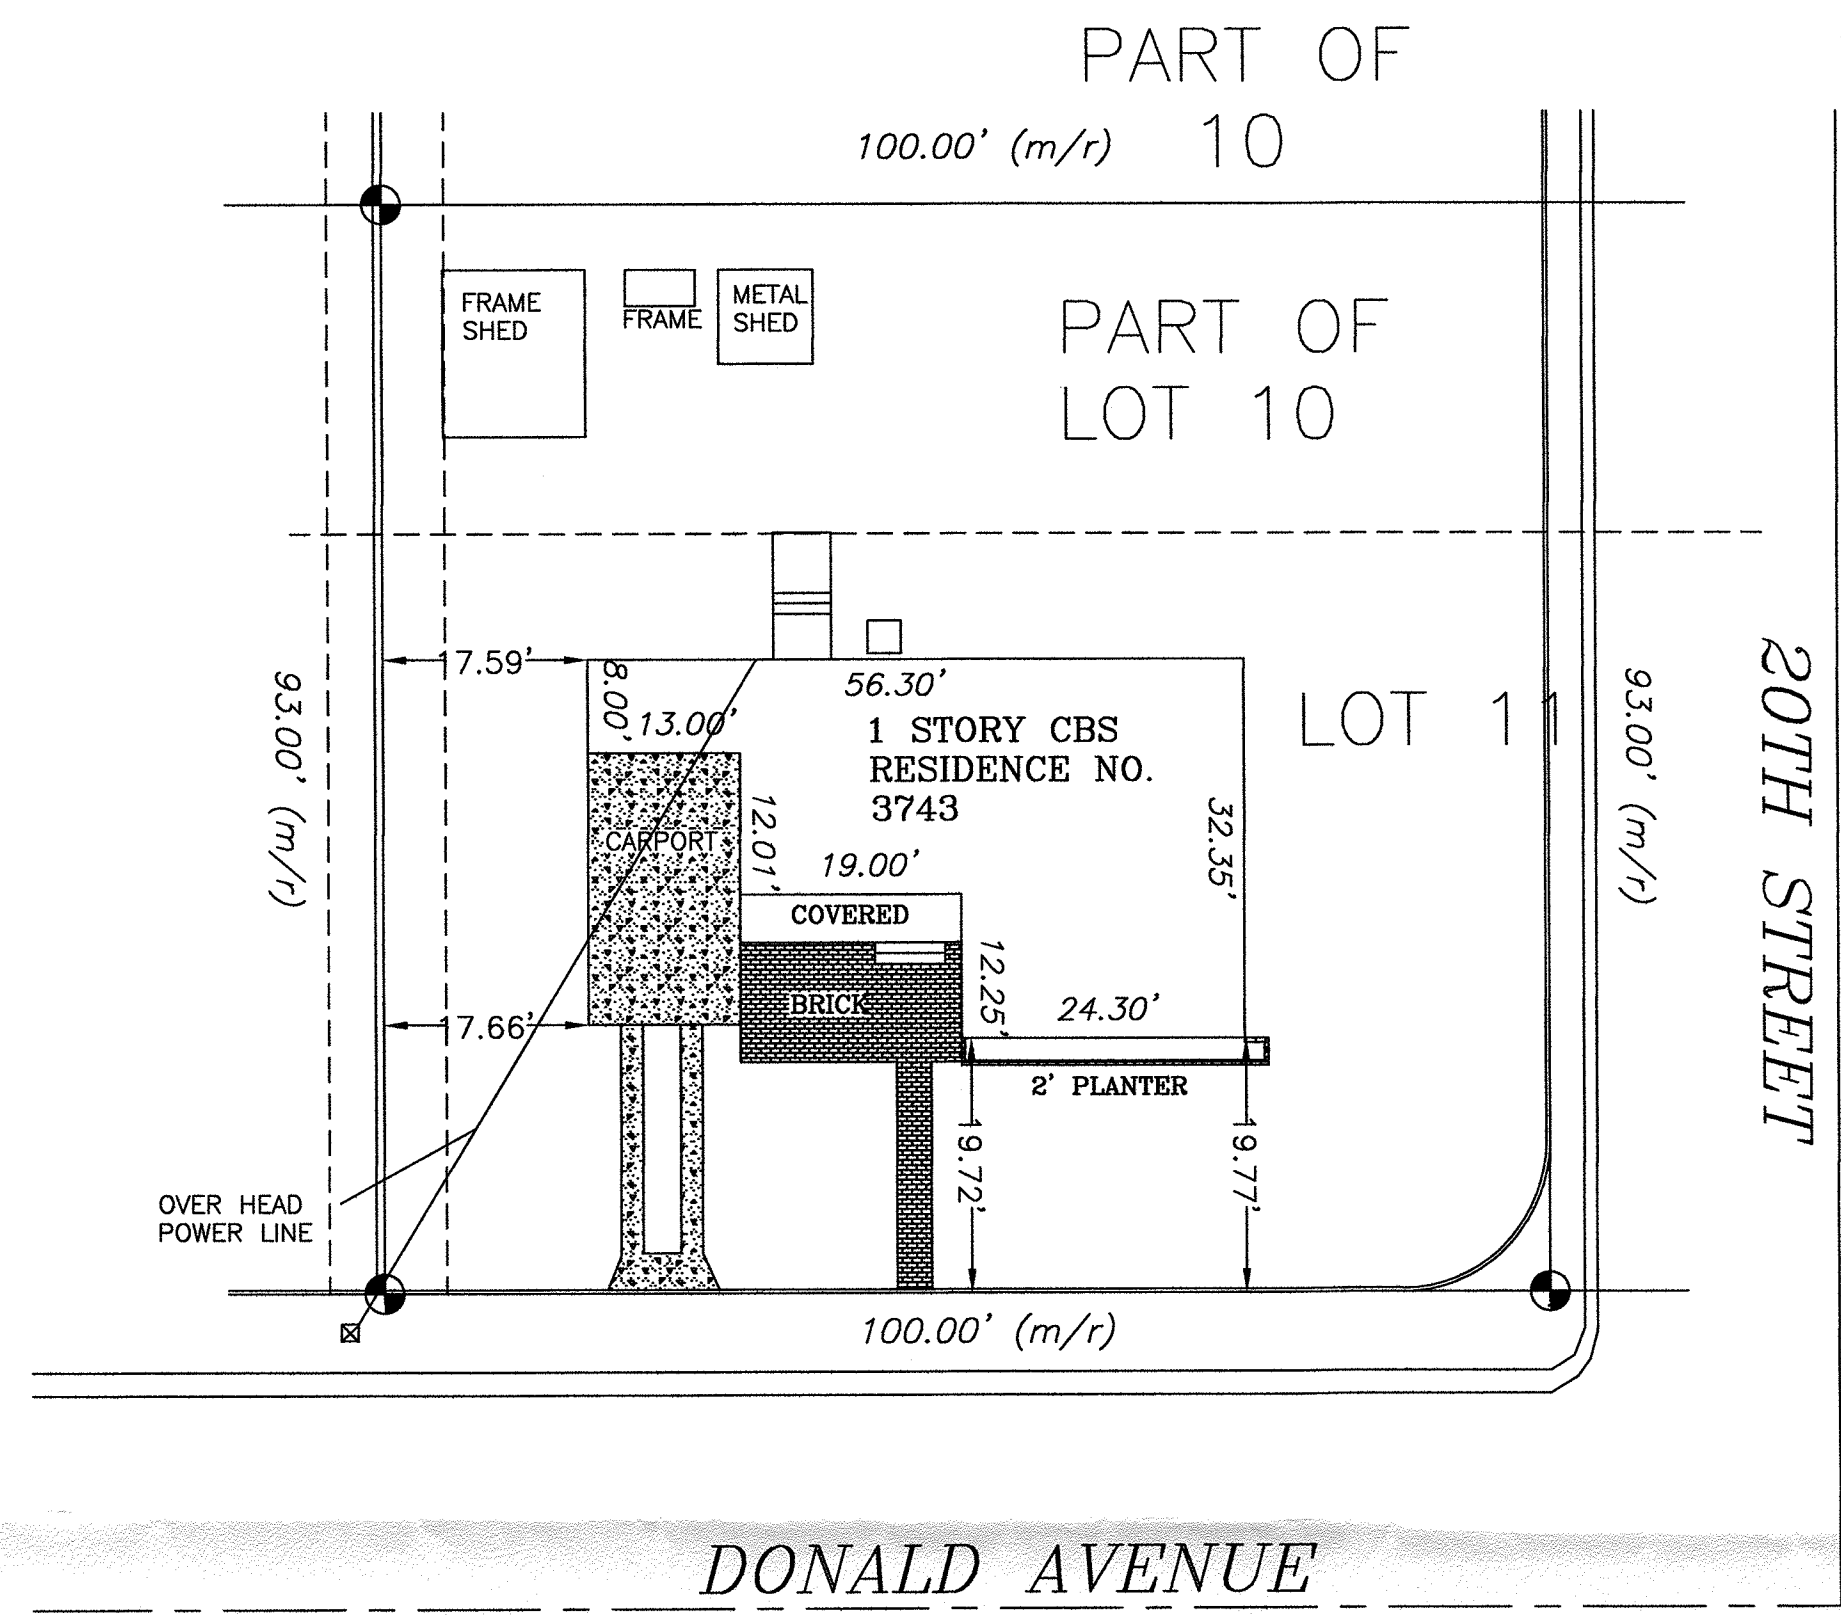 PART OF
10
100.00' (m/r)
FRAME
SHED
FRAME
METAL
SHED
PART OF
LOT 10
17.59'
8.00'
13.00'
56.30'
1 STORY CBS
RESIDENCE NO.
3743
LOT 11
93.00' (m/r)
93.00' (m/r)
20TH STREET
CARPORT
12.01'
19.00'
32.35'
COVERED
BRICK
12.25'
24.30'
17.66'
2' PLANTER
19.72'
19.77'
OVER HEAD
POWER LINE
100.00' (m/r)
DONALD AVENUE